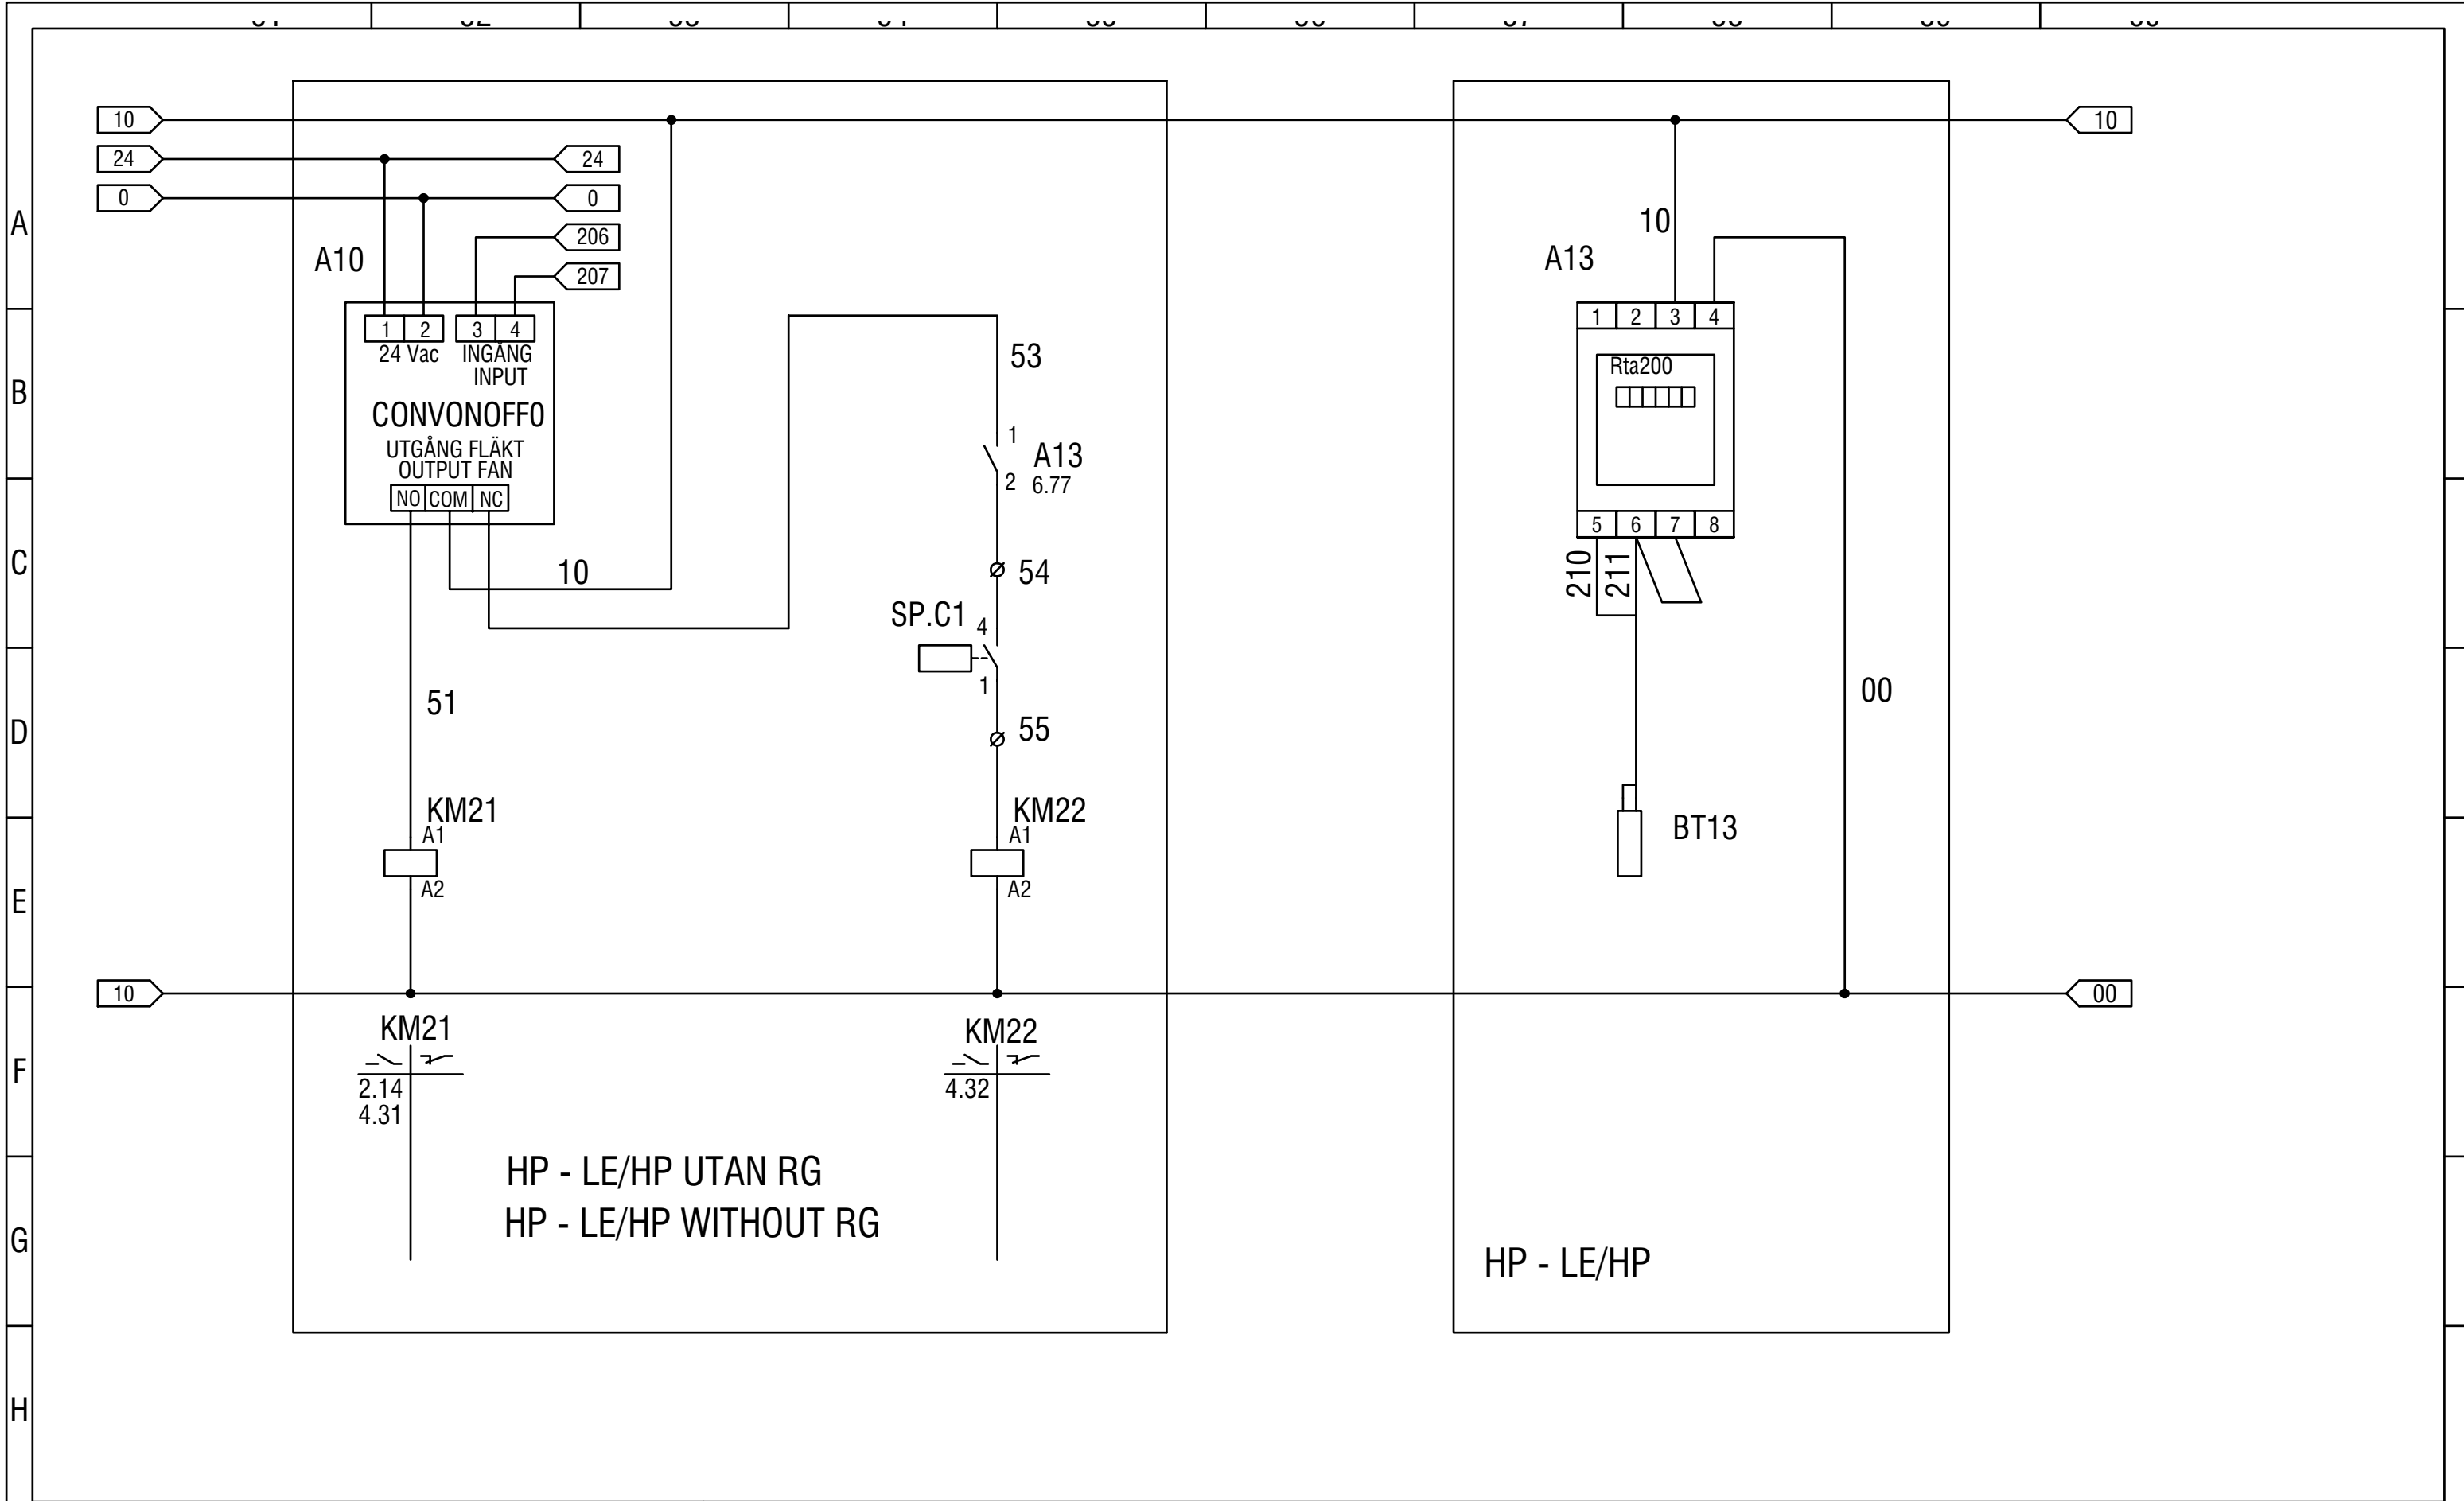 10
10
24
24
0
0
206
207
A
A10
10
A13
1 2 3 4
24 Vac INGÅNG
INPUT
CONVONOFF0
UTGÅNG FLÄKT
OUTPUT FAN
NO COM NC
53
1 2 3 4
Rta200
B
1
A13
2 6.77
5 6 7 8
C
10
54
210
211
SP.C1
4
1
51
55
00
D
KM21
A1
A2
KM22
A1
A2
BT13
E
10
00
KM21
KM22
F
2.14
4.31
4.32
HP - LE/HP UTAN RG
HP - LE/HP WITHOUT RG
G
HP - LE/HP
H